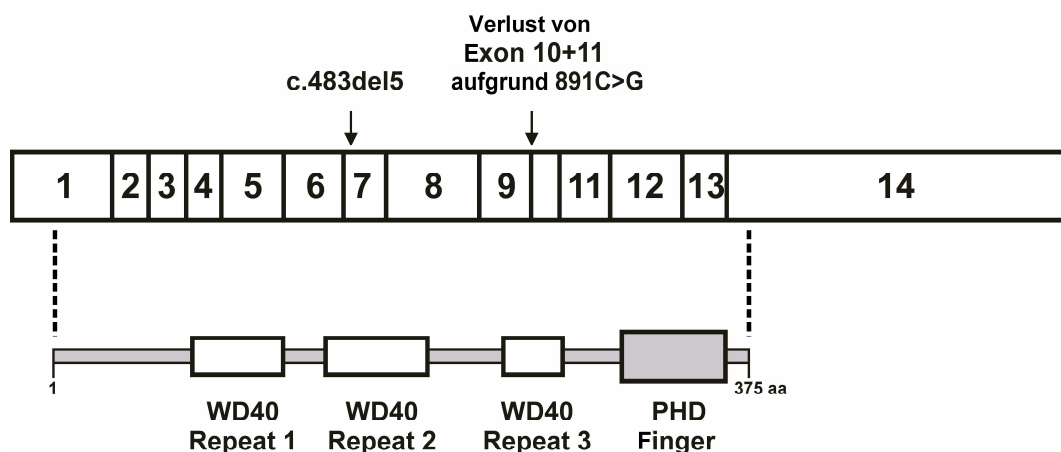 Verlust von
Exon 10+11
aufgrund 891C>G
c.483del5
1 2 3 4 5 6 7 8 9 11 12 13 14
1
375 aa
WD40 Repeat 1
WD40 Repeat 2
WD40 Repeat 3
PHD Finger